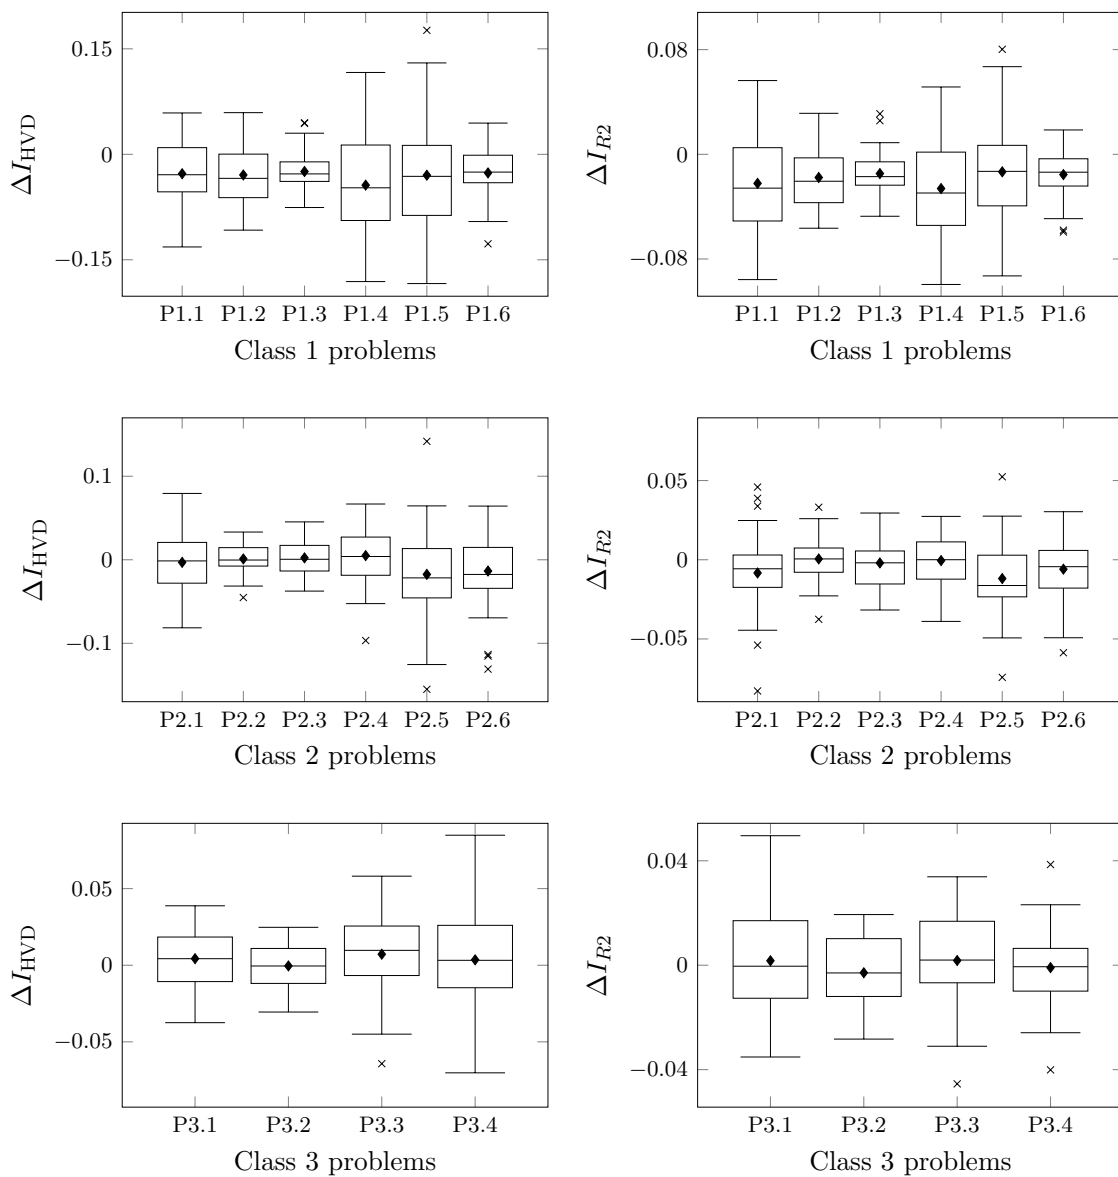 0.15
0
−0.15
ΔI_HVD
P1.1 P1.2 P1.3 P1.4 P1.5 P1.6
Class 1 problems
0.08
0
−0.08
ΔI_R2
P1.1 P1.2 P1.3 P1.4 P1.5 P1.6
Class 1 problems
0.1
0
−0.1
ΔI_HVD
P2.1 P2.2 P2.3 P2.4 P2.5 P2.6
Class 2 problems
0.05
0
−0.05
ΔI_R2
P2.1 P2.2 P2.3 P2.4 P2.5 P2.6
Class 2 problems
0.05
0
−0.05
ΔI_HVD
P3.1 P3.2 P3.3 P3.4
Class 3 problems
0.04
0
−0.04
ΔI_R2
P3.1 P3.2 P3.3 P3.4
Class 3 problems